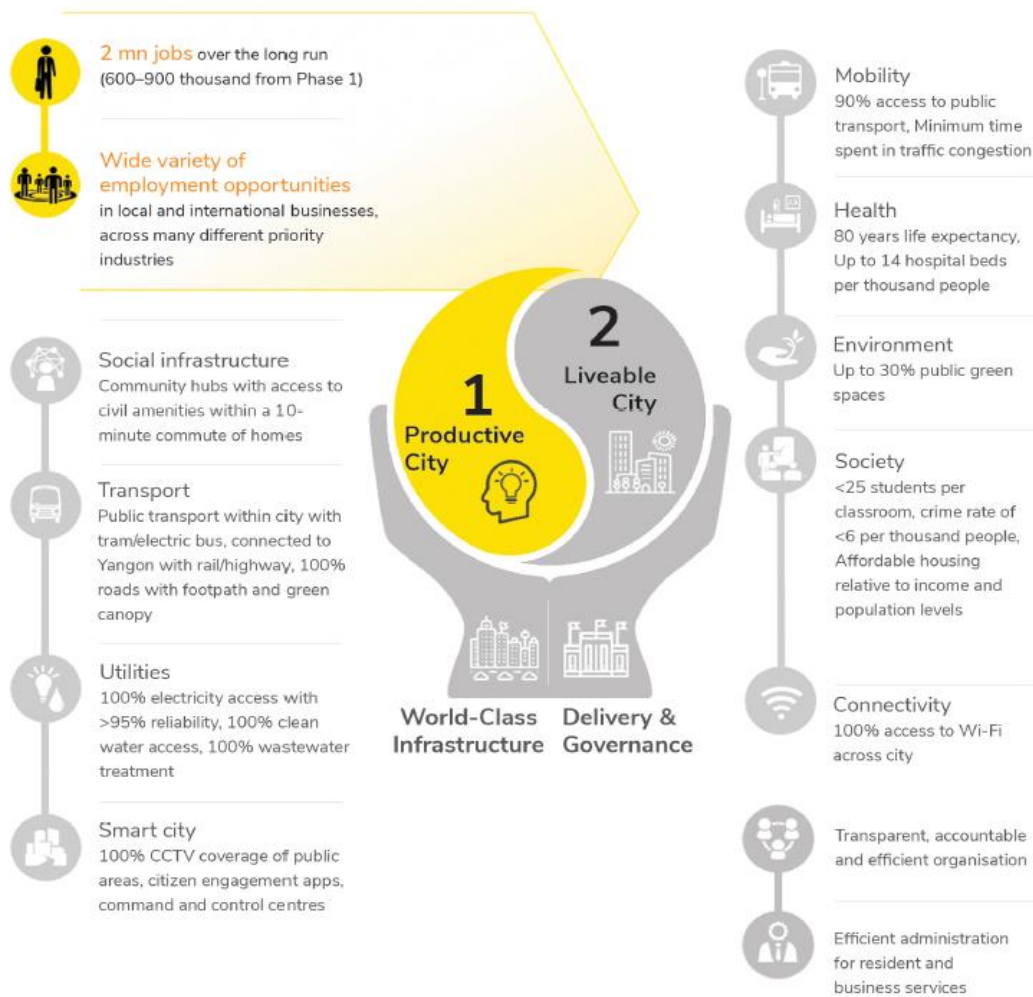 2 mn jobs over the long run
(600–900 thousand from Phase 1)
Wide variety of
employment opportunities
in local and international businesses,
across many different priority
industries
Social infrastructure
Community hubs with access to
civil amenities within a 10-
minute commute of homes
Transport
Public transport within city with
tram/electric bus, connected to
Yangon with rail/highway, 100%
roads with footpath and green
canopy
Utilities
100% electricity access with
>95% reliability, 100% clean
water access, 100% wastewater
treatment
Smart city
100% CCTV coverage of public
areas, citizen engagement apps,
command and control centres
1
Productive
City
2
Liveable
City
World-Class
Infrastructure
Delivery &
Governance
Mobility
90% access to public
transport, Minimum time
spent in traffic congestion
Health
80 years life expectancy,
Up to 14 hospital beds
per thousand people
Environment
Up to 30% public green
spaces
Society
<25 students per
classroom, crime rate of
<6 per thousand people,
Affordable housing
relative to income and
population levels
Connectivity
100% access to Wi-Fi
across city
Transparent, accountable
and efficient organisation
Efficient administration
for resident and
business services